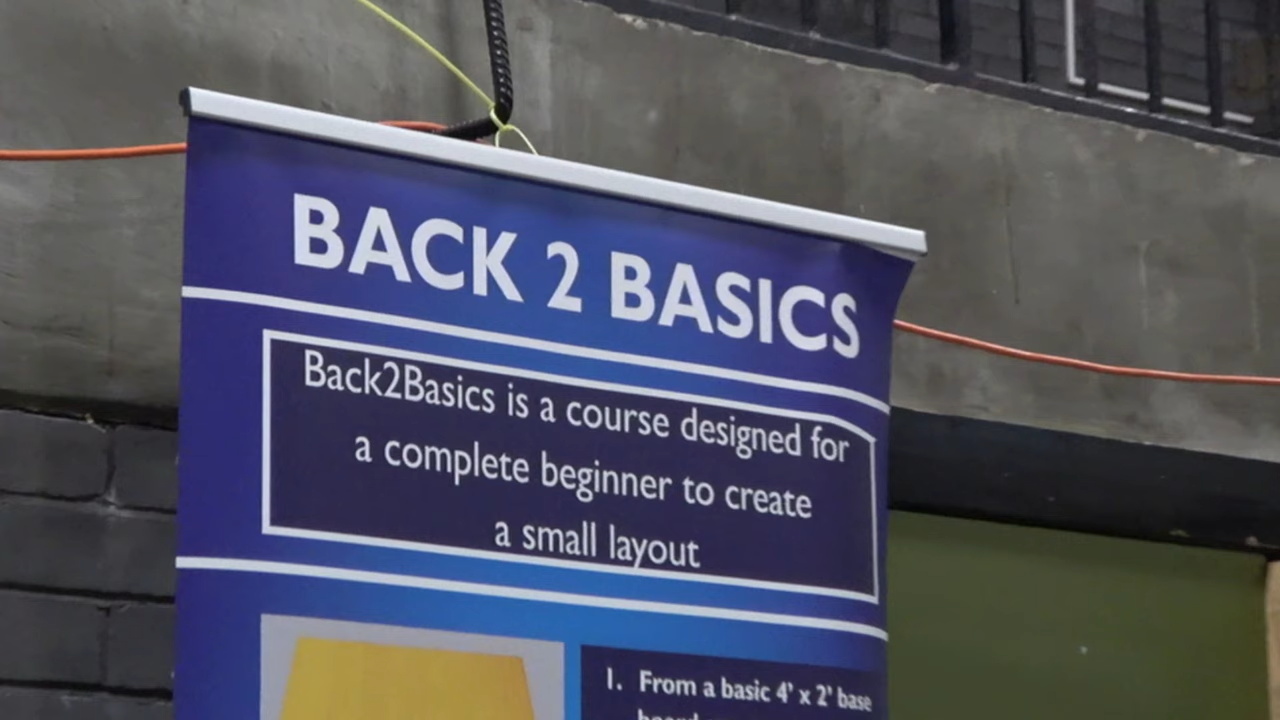 BACK 2 BASICS
Back2Basics is a course designed for
a complete beginner to create
a small layout
1. From a basic 4' x 2' base